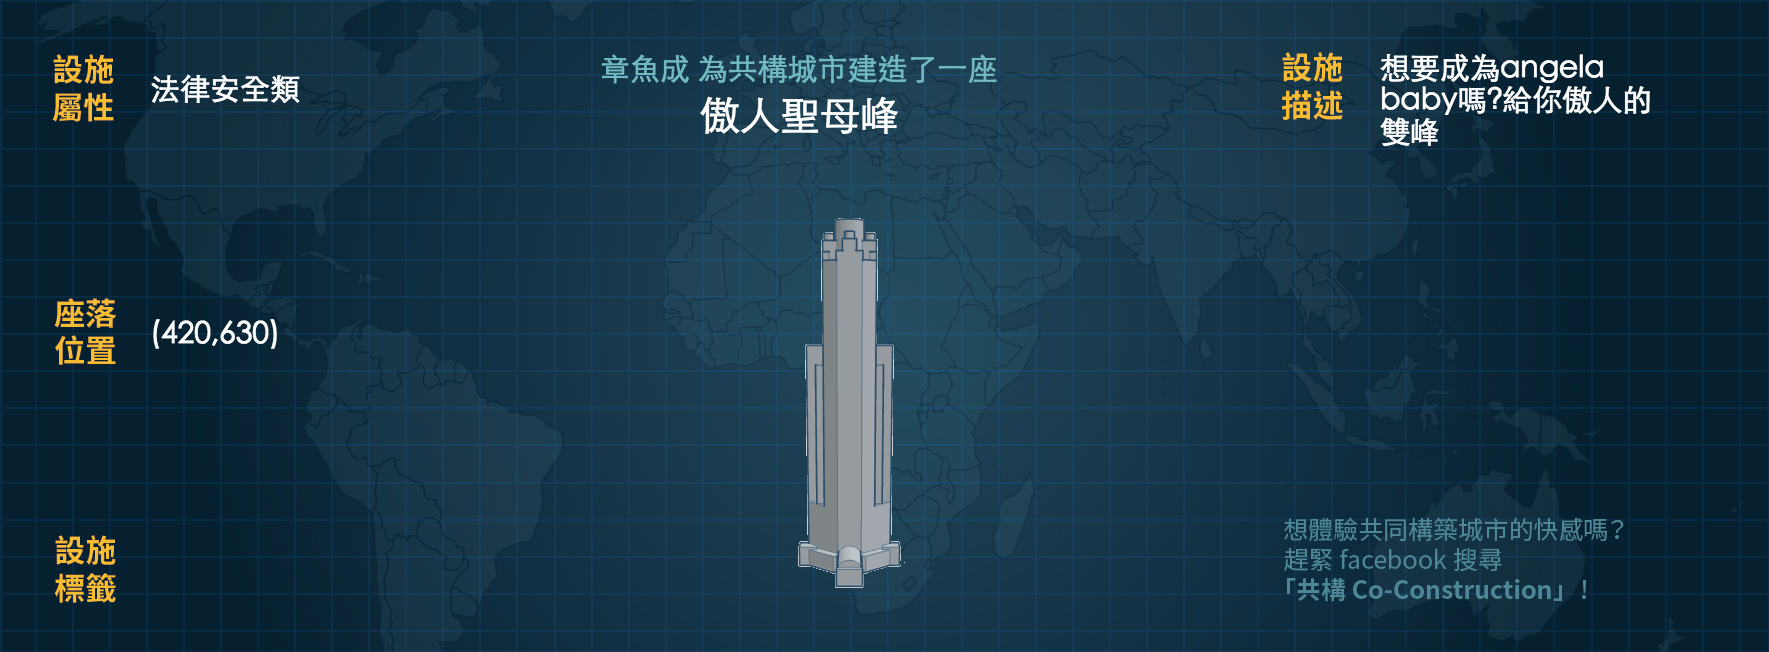 設施
屬性
法律安全類
章魚成 為共構城市建造了一座
傲人聖母峰
設施
描述
想要成為angela
baby嗎?給你傲人的
雙峰
座落
位置
(420,630)
設施
標籤
想體驗共同構築城市的快感嗎？
趕緊 facebook 搜尋
「共構 Co-Construction」！